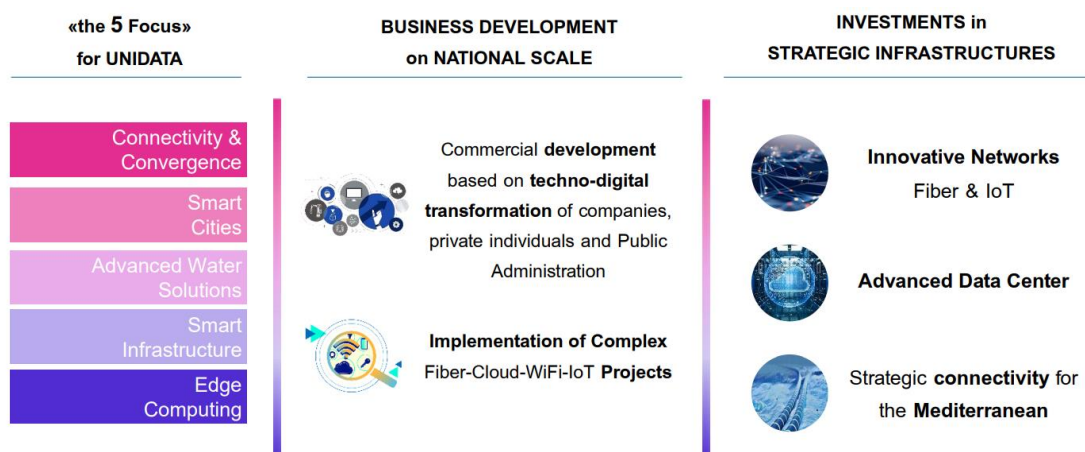 «the 5 Focus»
for UNIDATA
Connectivity &
Convergence
Smart
Cities
Advanced Water
Solutions
Smart
Infrastructure
Edge
Computing
BUSINESS DEVELOPMENT
on NATIONAL SCALE
Commercial development
based on techno-digital
transformation of companies,
private individuals and Public
Administration
Implementation of Complex
Fiber-Cloud-WiFi-IoT Projects
INVESTMENTS in
STRATEGIC INFRASTRUCTURES
Innovative Networks
Fiber & IoT
Advanced Data Center
Strategic connectivity for
the Mediterranean